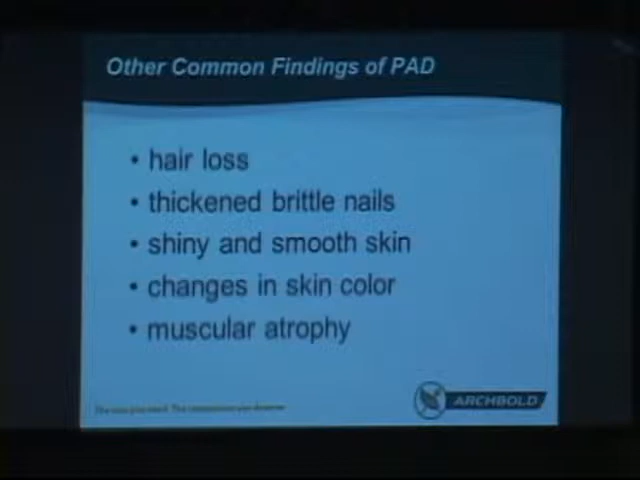 Other Common Findings of PAD
• hair loss
• thickened brittle nails
• shiny and smooth skin
• changes in skin color
• muscular atrophy
ARCHBOLD